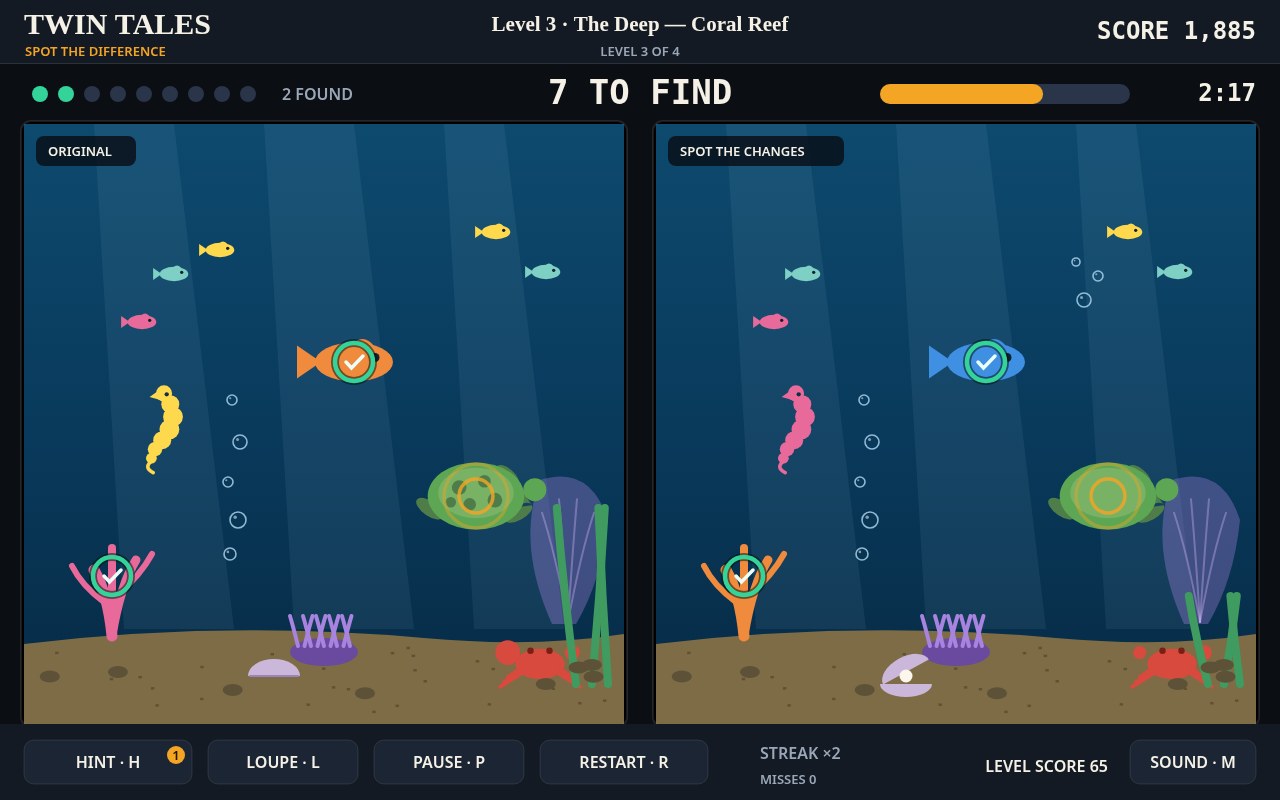 TWIN TALES
SPOT THE DIFFERENCE
Level 3 · The Deep — Coral Reef
LEVEL 3 OF 4
SCORE 1,885
2 FOUND
7 TO FIND
2:17
ORIGINAL
SPOT THE CHANGES
HINT · H
1
LOUPE · L
PAUSE · P
RESTART · R
STREAK ×2
MISSES 0
LEVEL SCORE 65
SOUND · M